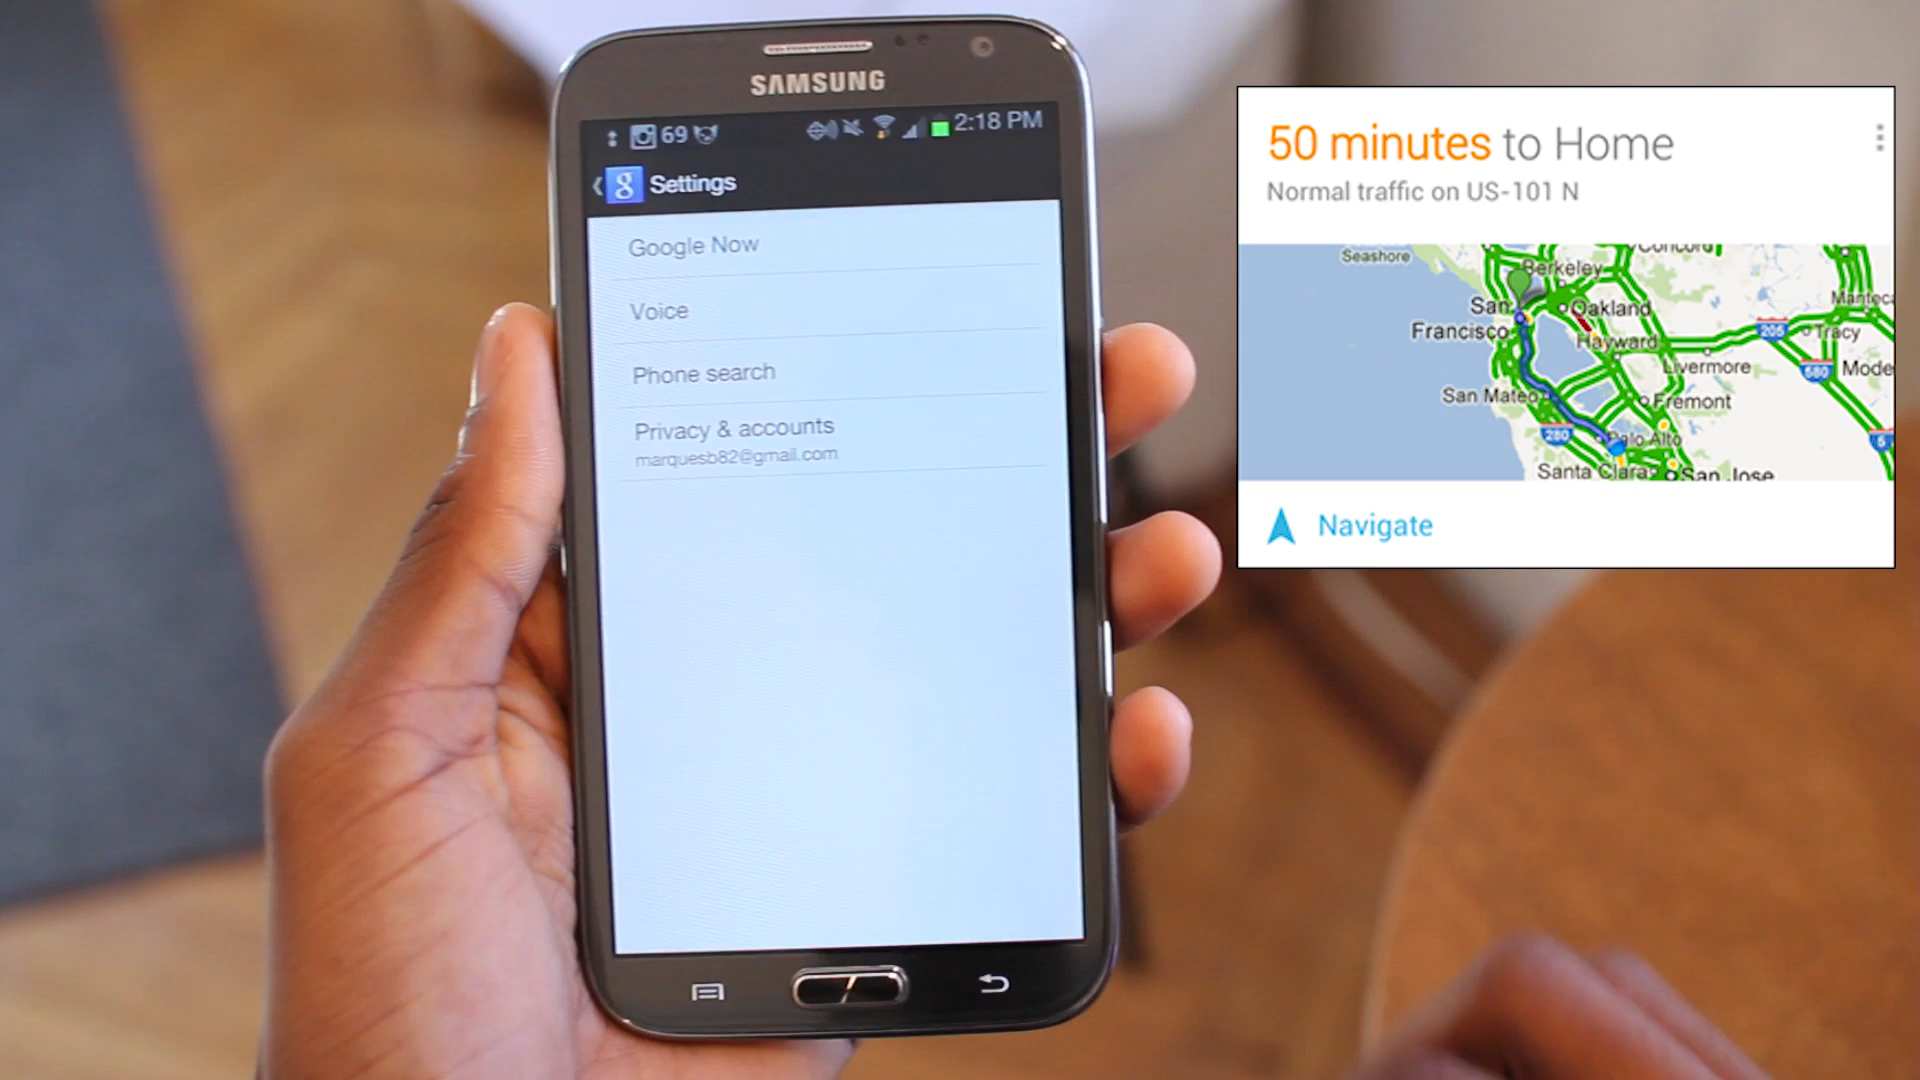 SAMSUNG
69
2:18 PM
g Settings
Google Now
Voice
Phone search
Privacy & accounts
marquesb82@gmail.com
50 minutes to Home
Normal traffic on US-101 N
Seashore
Concord
Berkeley
San
Francisco
Oakland
Manteca
205
Tracy
Hayward
Livermore
580
Mode
San Mateo
Fremont
280
Palo Alto
5
Santa Clara
San Jose
Navigate